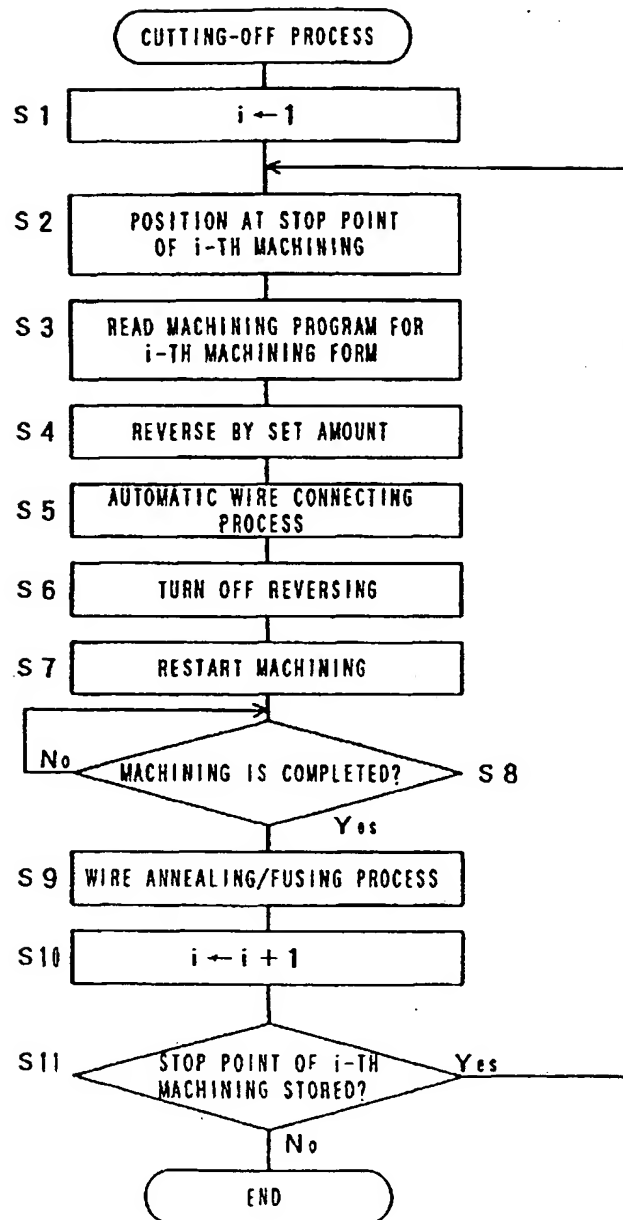 CUTTING-OFF PROCESS
S1
i ← 1
S2
POSITION AT STOP POINT
OF i-TH MACHINING
S3
READ MACHINING PROGRAM FOR
i-TH MACHINING FORM
S4
REVERSE BY SET AMOUNT
S5
AUTOMATIC WIRE CONNECTING
PROCESS
S6
TURN OFF REVERSING
S7
RESTART MACHINING
No
MACHINING IS COMPLETED?
S8
Yes
S9
WIRE ANNEALING/FUSING PROCESS
S10
i ← i + 1
S11
STOP POINT OF i-TH
MACHINING STORED?
Yes
No
END